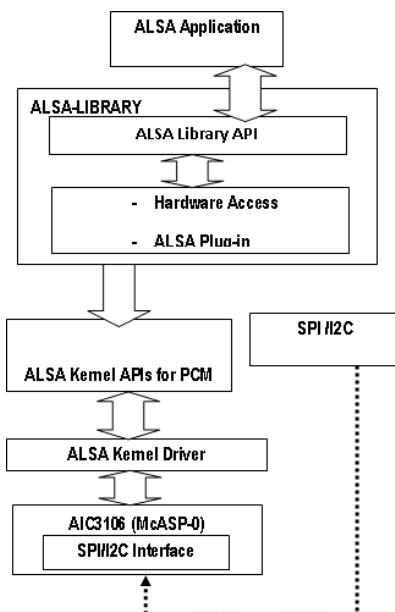 ALSA Application
ALSA-LIBRARY
ALSA Library API
- Hardware Access
- ALSA Plug-in
ALSA Kernel APIs for PCM
SPI /I2C
ALSA Kernel Driver
AIC3106 (McASP-0)
SPI/I2C Interface